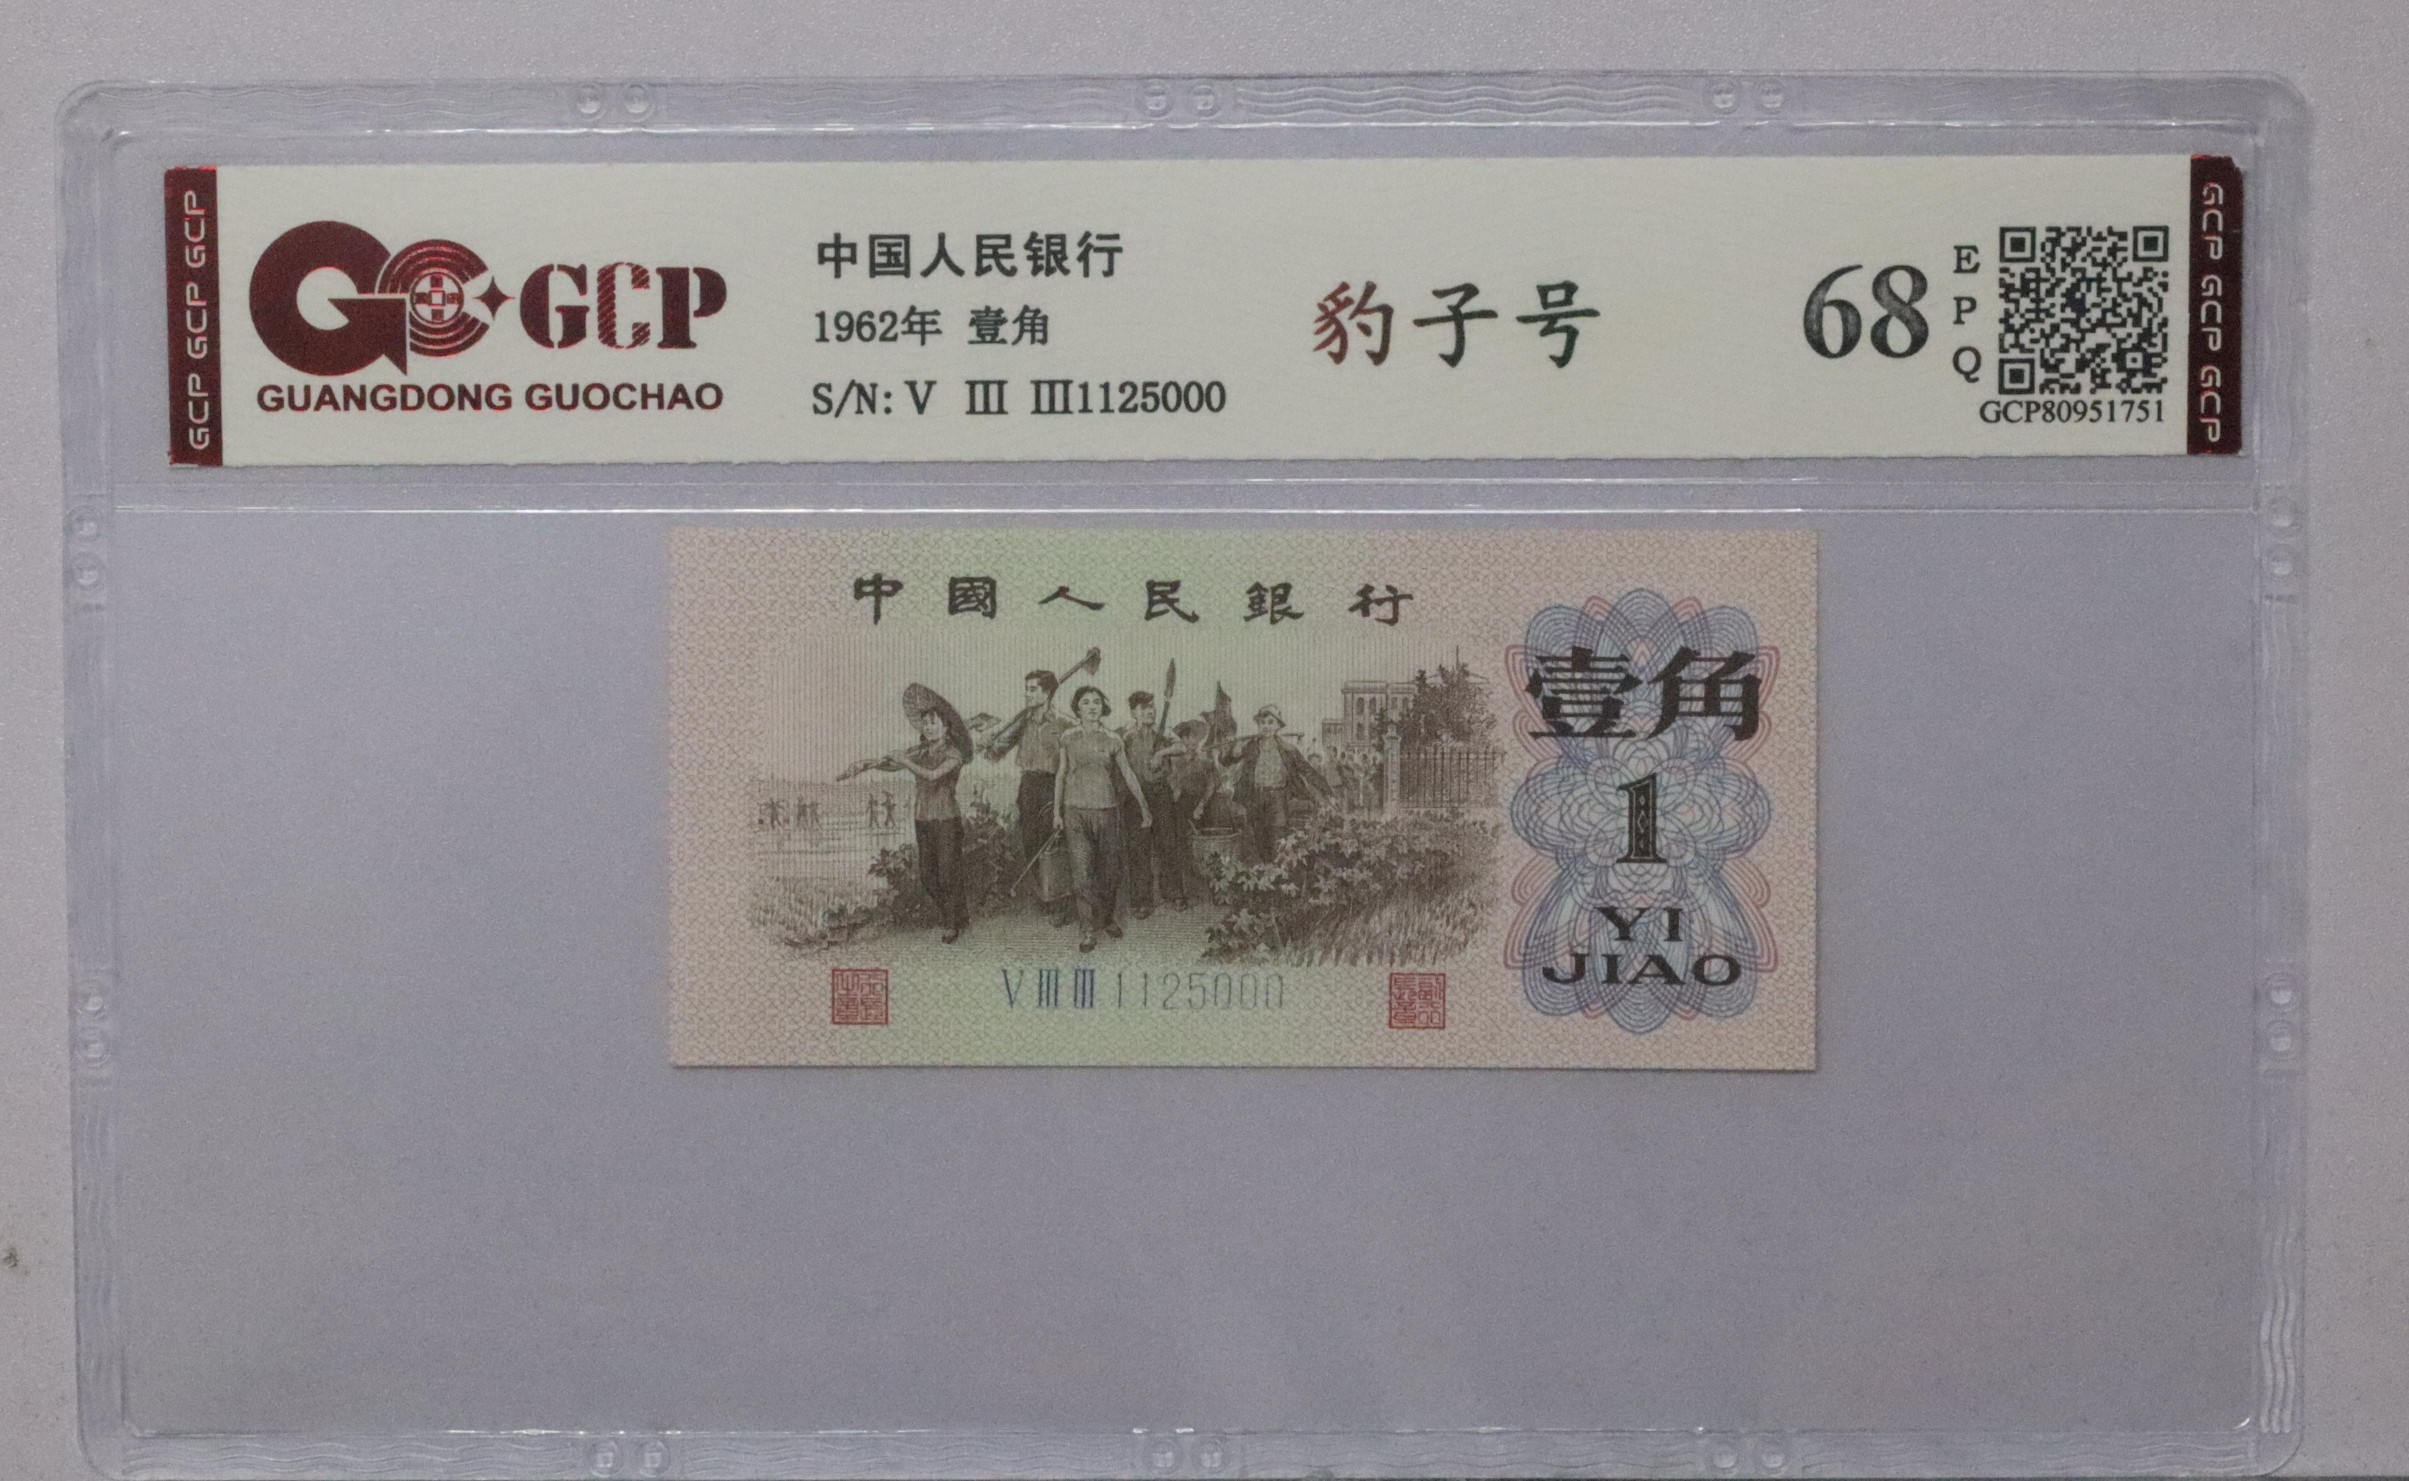 GCP GCP GCP
GCP
GUANGDONG GUOCHAO
中国人民银行
1962年 壹角
S/N: V Ⅲ Ⅲ1125000
豹子号
68
EPQ
GCP80951751
GCP GCP GCP
中國人民銀行
壹角
1
YI
JIAO
V Ⅲ Ⅲ 1125000